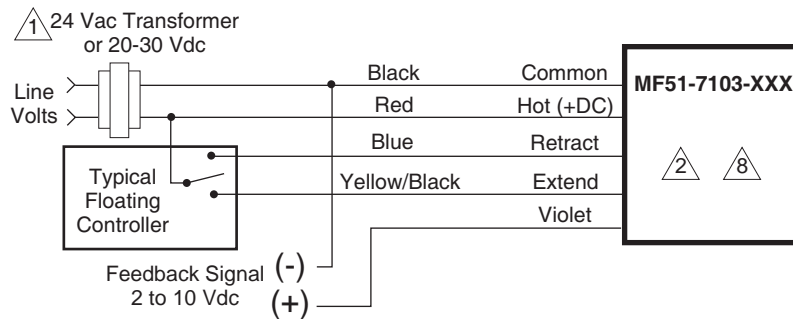 1
24 Vac Transformer
or 20-30 Vdc
Line
Volts
Black
Common
Red
Hot (+DC)
Blue
Retract
Yellow/Black
Extend
Violet
MF51-7103-XXX
2
8
Typical
Floating
Controller
Feedback Signal
2 to 10 Vdc
(-)
(+)